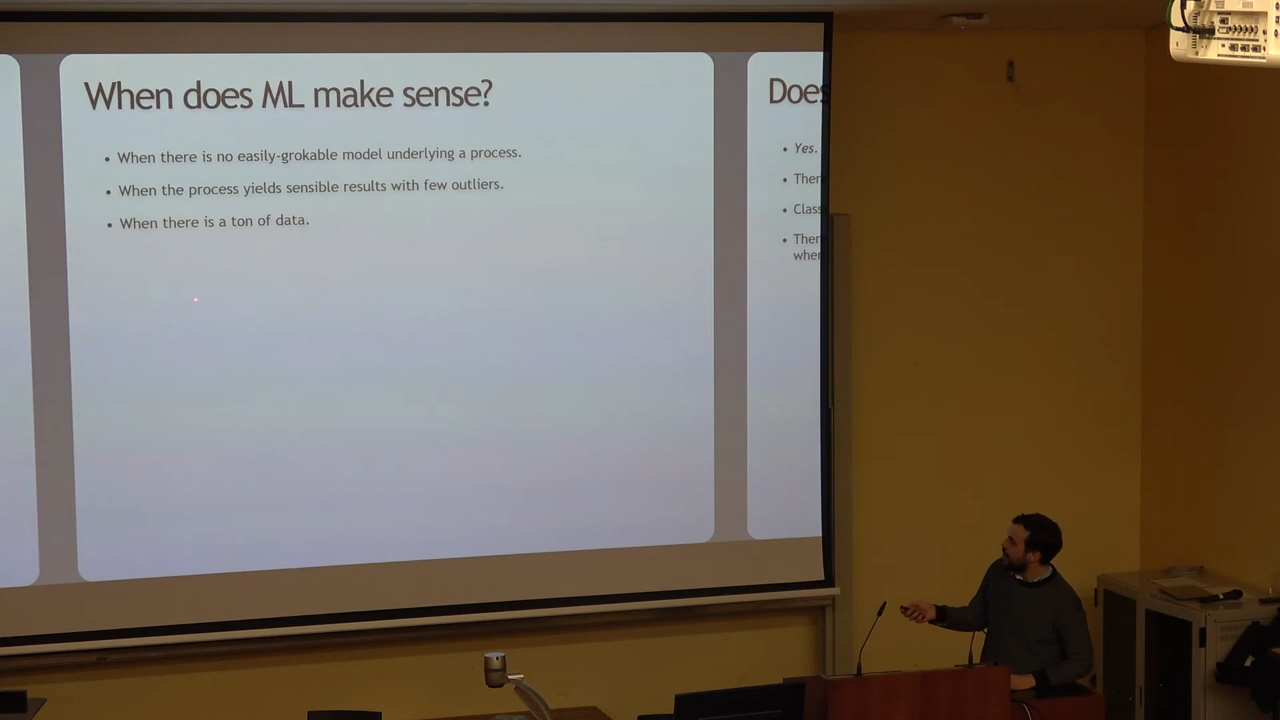 When does ML make sense?
• When there is no easily-grokable model underlying a process.
• When the process yields sensible results with few outliers.
• When there is a ton of data.
Does
• Yes.
• Ther
• Class
• Ther
wher